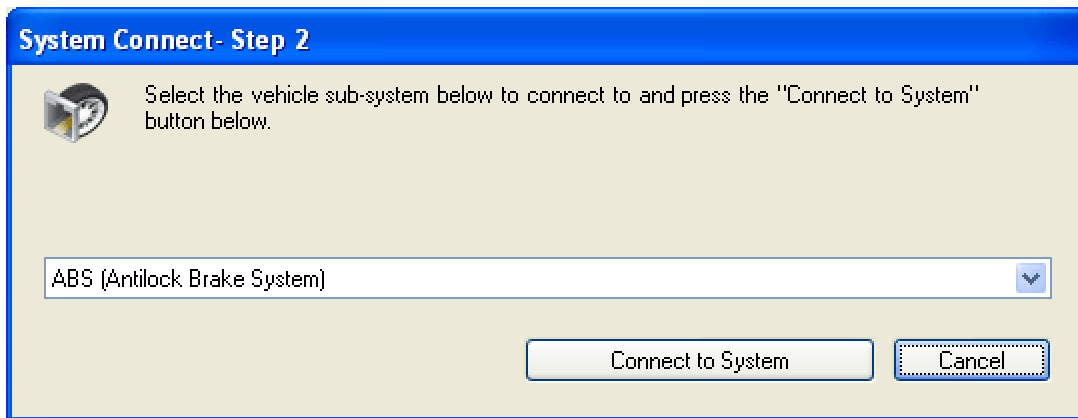 System Connect- Step 2
Select the vehicle sub-system below to connect to and press the "Connect to System"
button below.
ABS (Antilock Brake System)
Connect to System
Cancel